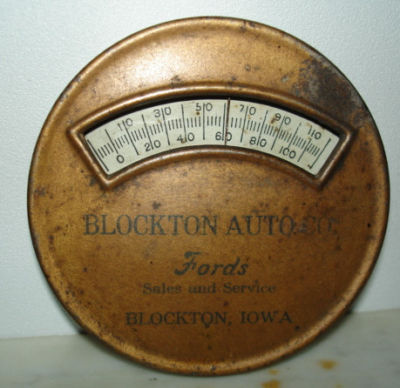 10 30 50 70 90 110
0 20 40 60 80 100
BLOCKTON AUTO CO.
Fords
Sales and Service
BLOCKTON, IOWA